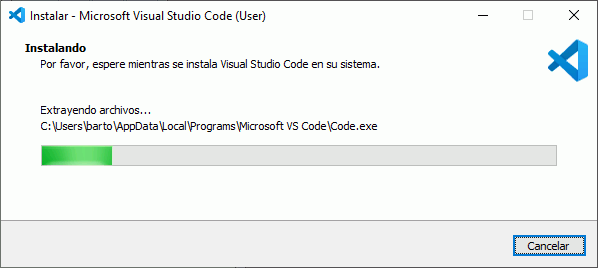 Instalar - Microsoft Visual Studio Code (User)
Instalando
Por favor, espere mientras se instala Visual Studio Code en su sistema.
Extrayendo archivos...
C:\Users\barto\AppData\Local\Programs\Microsoft VS Code\Code.exe
Cancelar